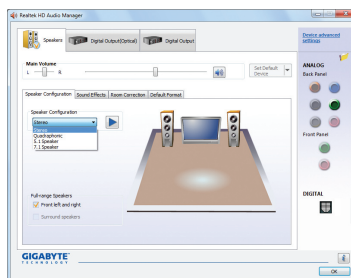 Realtek HD Audio Manager
Speakers
Digital Output(Optical)
Digital Output
Device advanced settings
Main Volume
L
R
Set Default Device
ANALOG
Back Panel
Speaker Configuration
Sound Effects
Room Correction
Default Format
Speaker Configuration
Stereo
Stereo
Quadraphonic
5.1 Speaker
7.1 Speaker
Front Panel
Full-range Speakers
Front left and right
Surround speakers
DIGITAL
GIGABYTE
TECHNOLOGY
OK